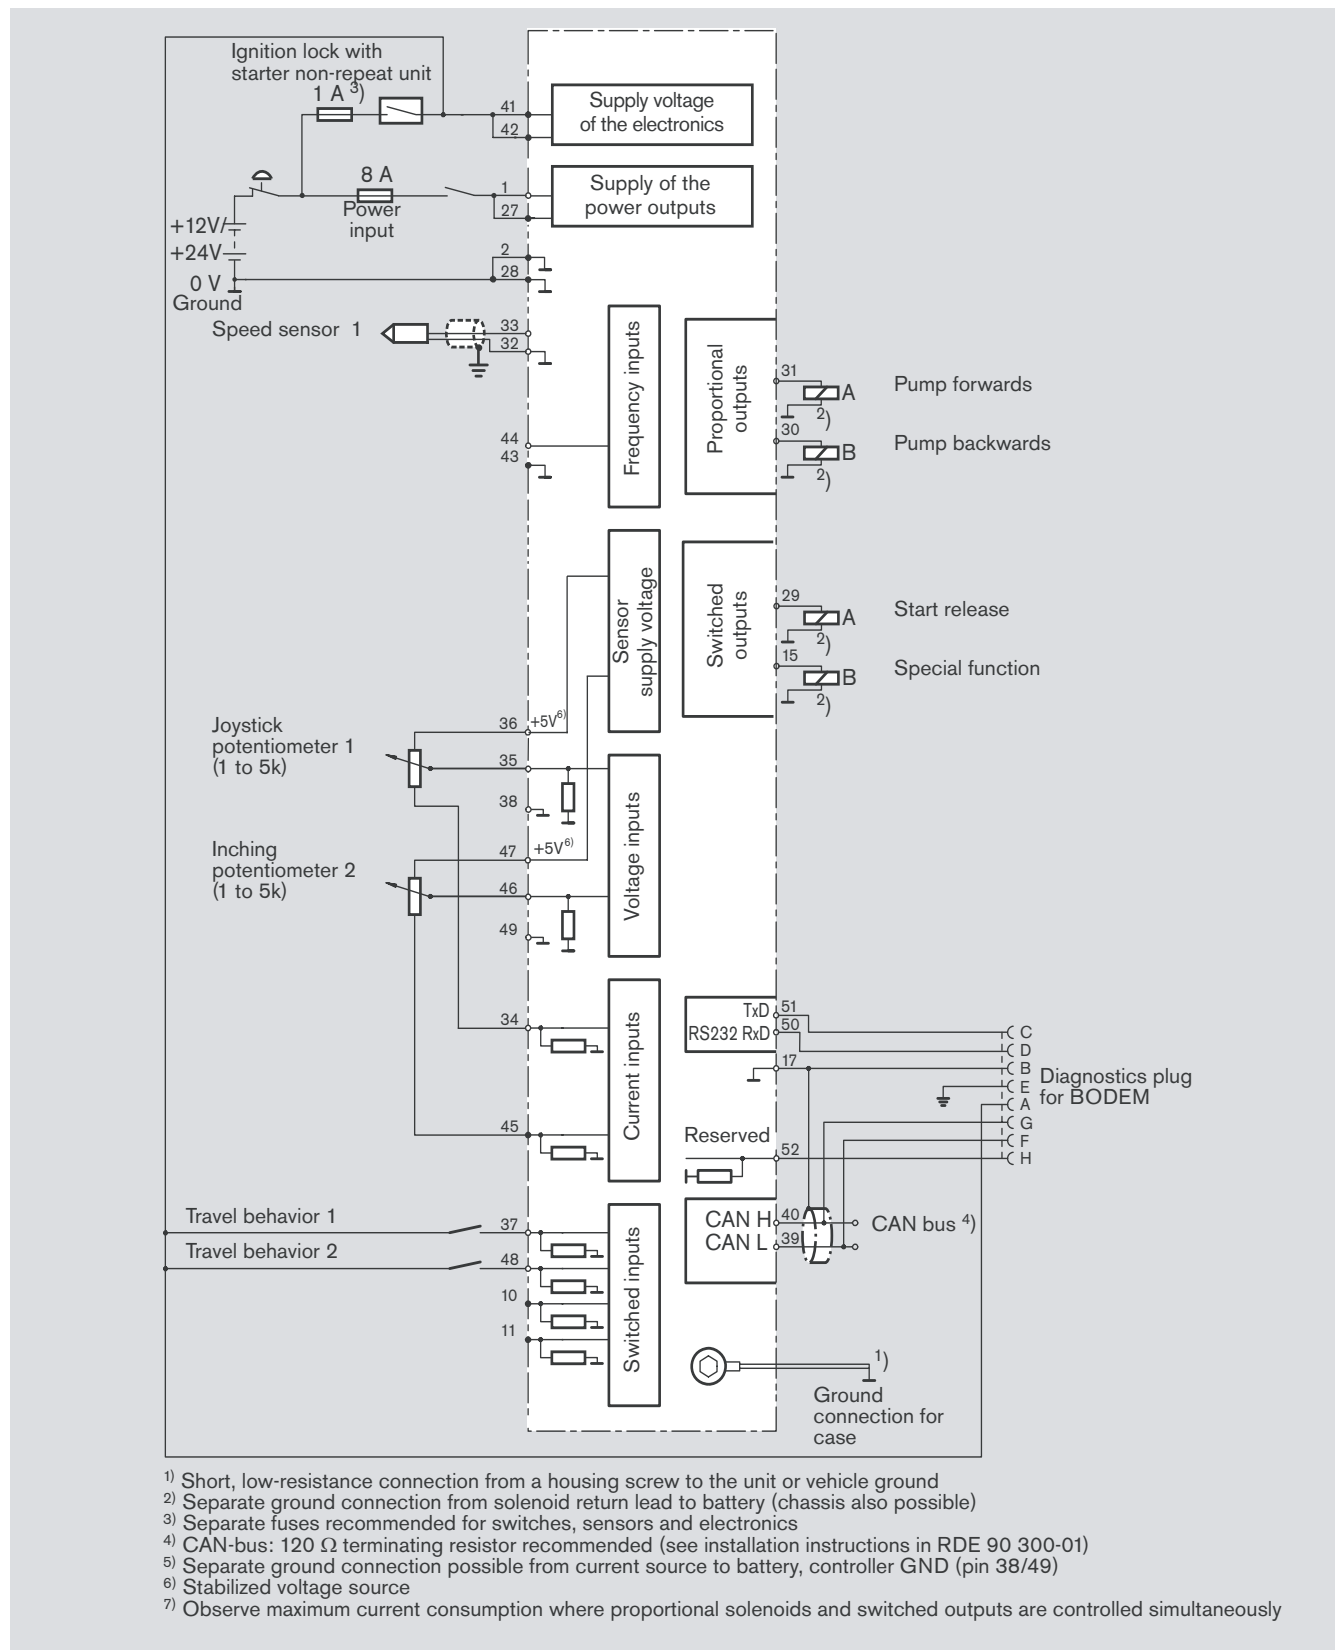 Ignition lock with
starter non-repeat unit
1 A 3)
41
42
Supply voltage
of the electronics
8 A
Power
input
1
27
Supply of the
power outputs
+12V/
+24V
0 V
Ground
2
28
Speed sensor 1
33
32
44
43
Frequency inputs
Proportional
outputs
31
A
2)
Pump forwards
30
B
2)
Pump backwards
Sensor
supply voltage
Switched
outputs
29
A
2)
Start release
15
B
2)
Special function
Joystick
potentiometer 1
(1 to 5k)
36
+5V6)
35
38
Inching
potentiometer 2
(1 to 5k)
47
+5V6)
46
49
Voltage inputs
34
45
Current inputs
TxD
51
RS232 RxD
50
17
Reserved
52
C
D
B
E
A
G
F
H
Diagnostics plug
for BODEM
Travel behavior 1
37
Travel behavior 2
48
10
11
Switched inputs
CAN H
40
CAN L
39
CAN bus 4)
1)
Ground
connection for
case
1) Short, low-resistance connection from a housing screw to the unit or vehicle ground
2) Separate ground connection from solenoid return lead to battery (chassis also possible)
3) Separate fuses recommended for switches, sensors and electronics
4) CAN-bus: 120 Ω terminating resistor recommended (see installation instructions in RDE 90 300-01)
5) Separate ground connection possible from current source to battery, controller GND (pin 38/49)
6) Stabilized voltage source
7) Observe maximum current consumption where proportional solenoids and switched outputs are controlled simultaneously